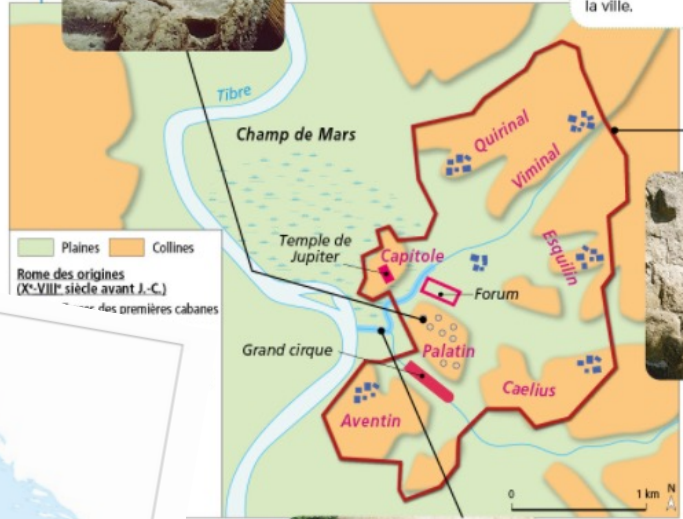 la ville.
Tibre
Champ de Mars
Quirinal
Viminal
Temple de
Jupiter
Capitole
Esquilin
Plaines
Collines
Rome des origines
(Xᵉ-VIIIᵉ siècle avant J.-C.)
des premières cabanes
Forum
Grand cirque
Palatin
Caelius
Aventin
0
1 km
N